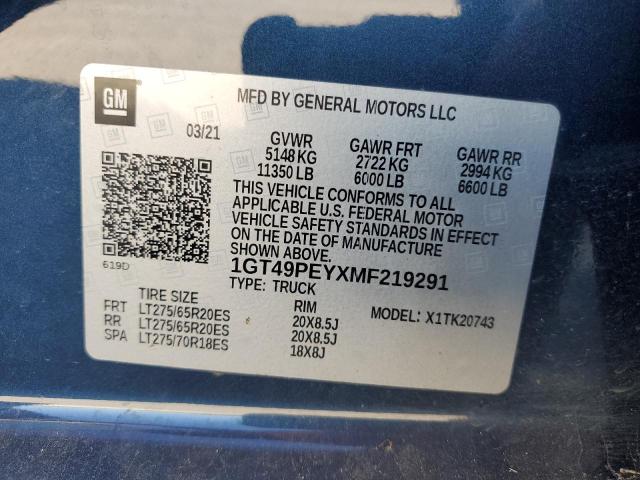 GM
MFD BY GENERAL MOTORS LLC
03/21
GVWR GAWR FRT GAWR RR
5148 KG 2722 KG 2994 KG
11350 LB 6000 LB 6600 LB
THIS VEHICLE CONFORMS TO ALL
APPLICABLE U.S. FEDERAL MOTOR
VEHICLE SAFETY STANDARDS IN EFFECT
ON THE DATE OF MANUFACTURE
SHOWN ABOVE.
619D
1GT49PEYXMF219291
TYPE: TRUCK
TIRE SIZE RIM MODEL: X1TK20743
FRT LT275/65R20ES 20X8.5J
RR LT275/65R20ES 20X8.5J
SPA LT275/70R18ES 18X8J